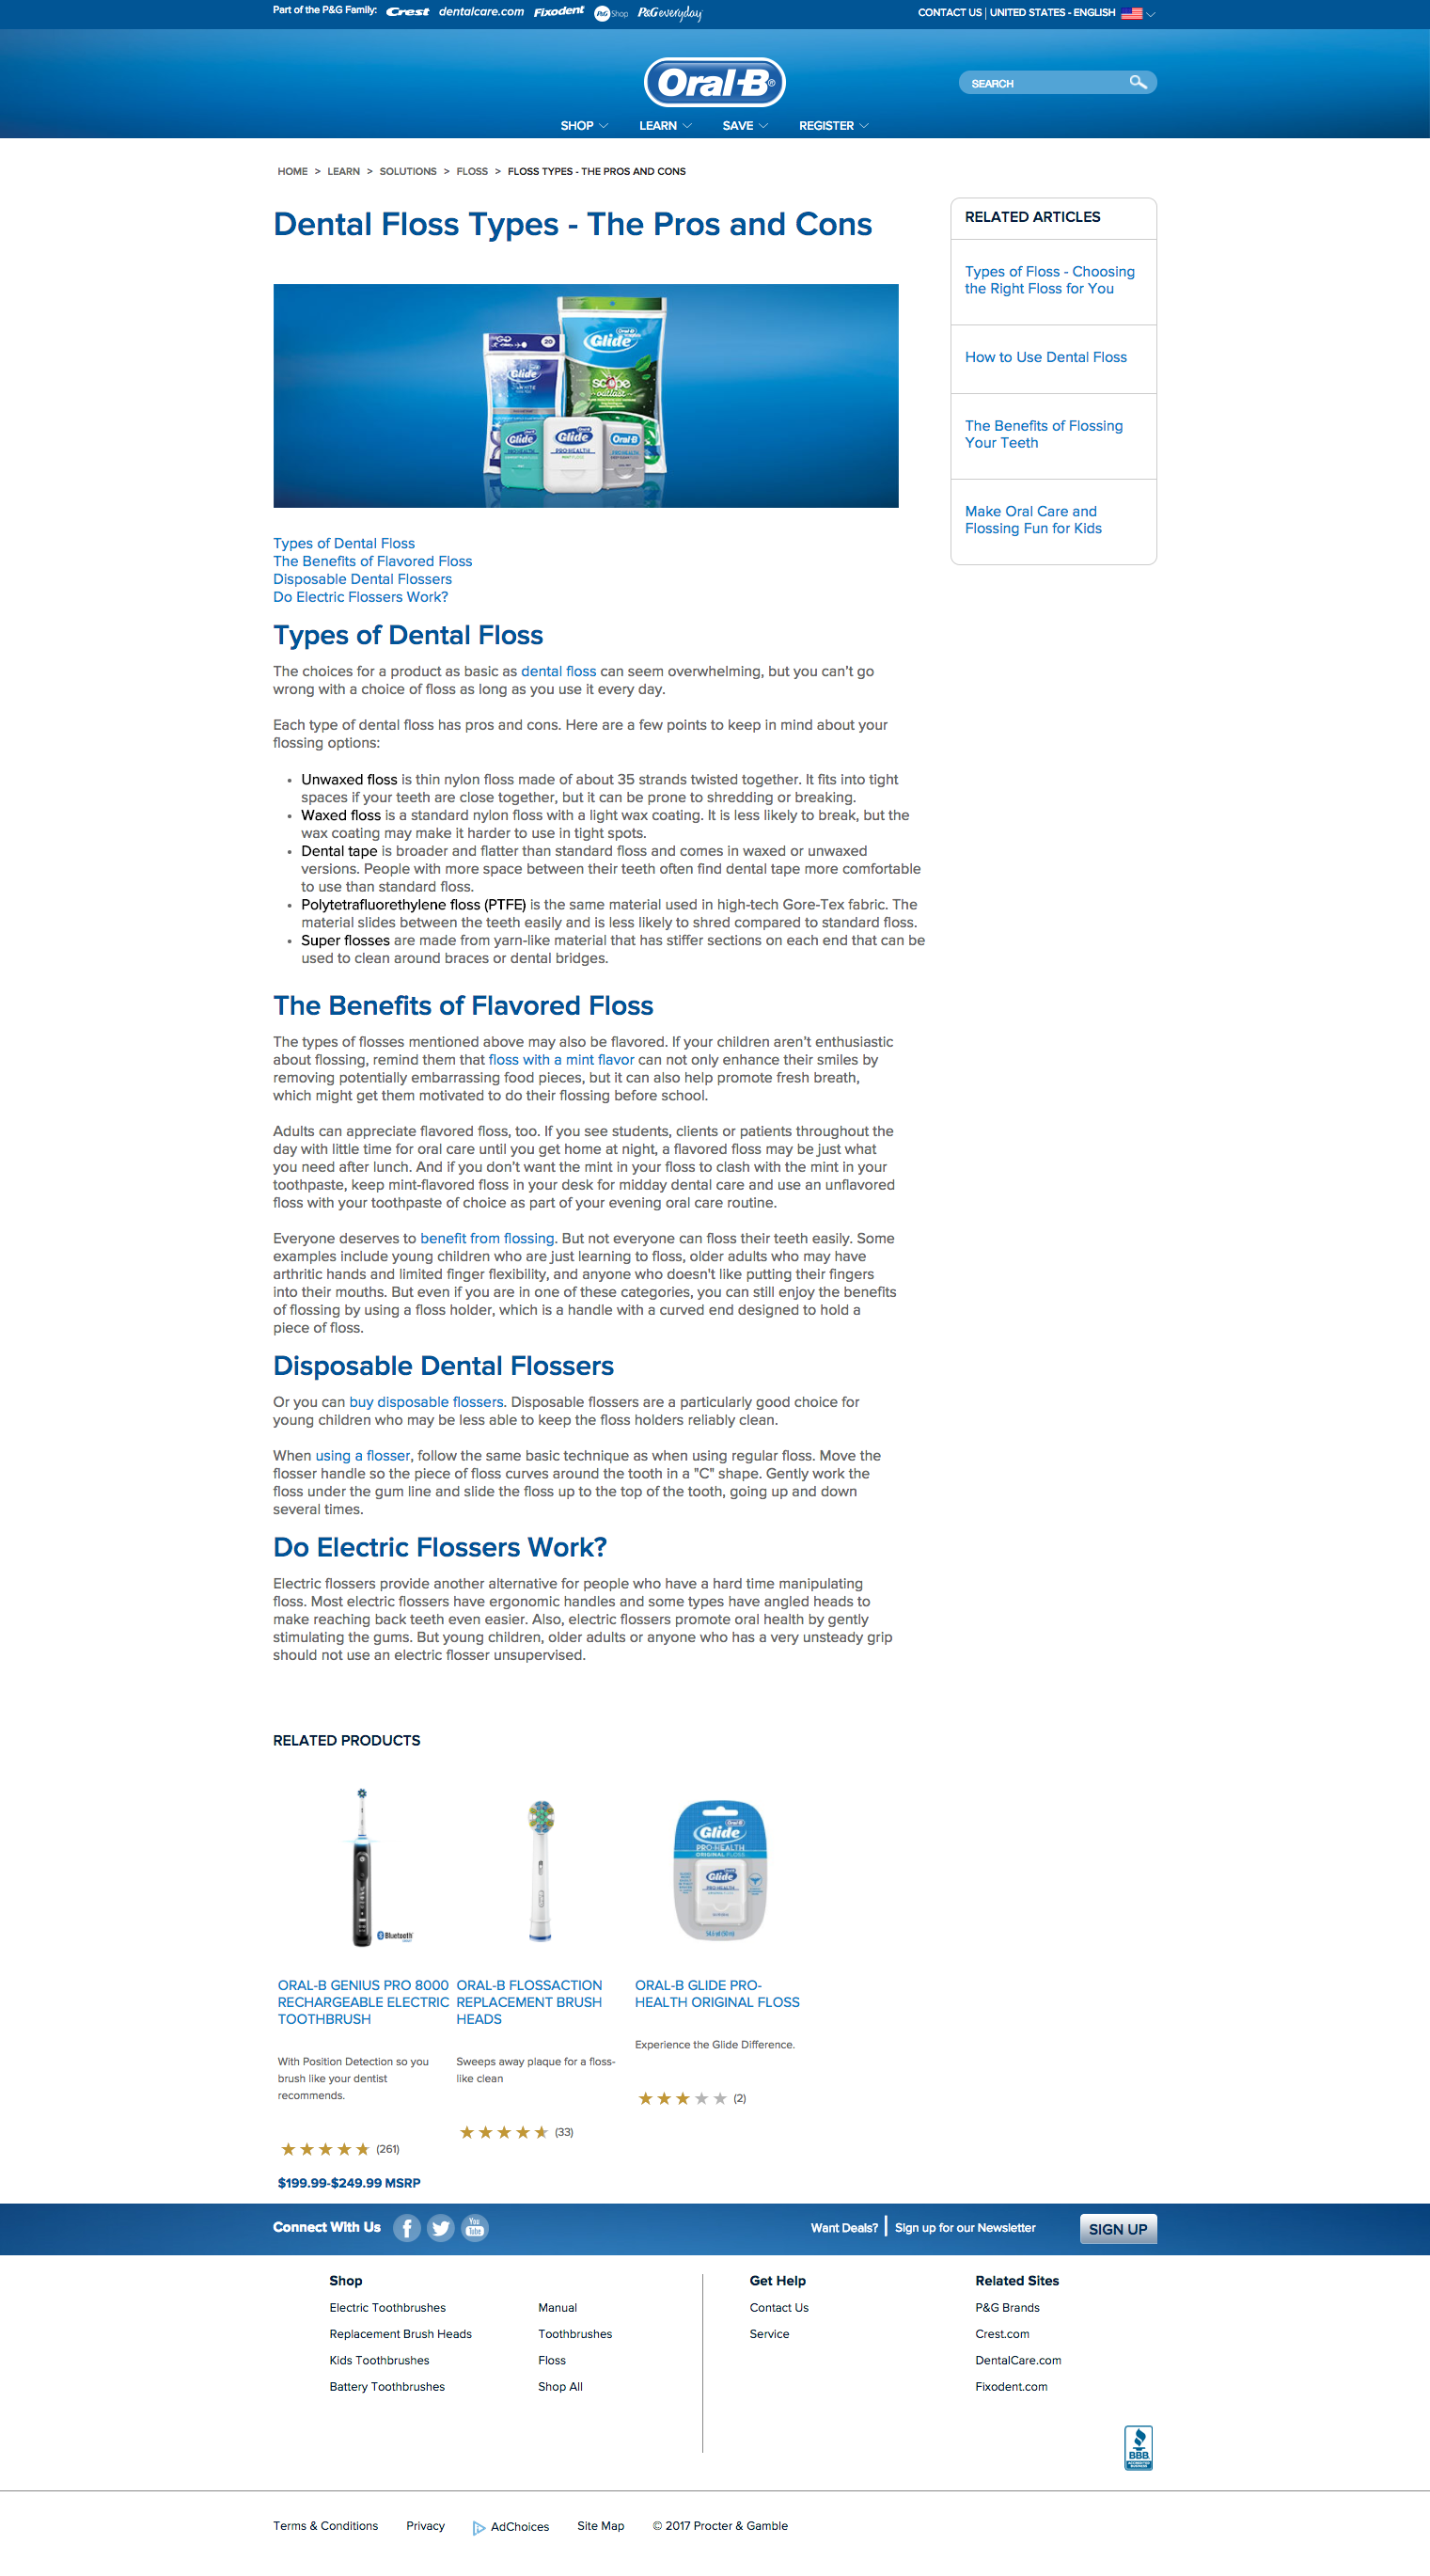 Part of the P&G Family: Crest dentalcare.com Fixodent P&G Shop P&G everyday
CONTACT US | UNITED STATES - ENGLISH
Oral-B®
SEARCH
SHOP LEARN SAVE REGISTER
HOME > LEARN > SOLUTIONS > FLOSS > FLOSS TYPES - THE PROS AND CONS
Dental Floss Types - The Pros and Cons
Oral-B
Glide
20
Glide
scope
outlast
Glide
PRO-HEALTH
Glide
PRO-HEALTH
Oral-B
PRO-HEALTH
RELATED ARTICLES
Types of Floss - Choosing
the Right Floss for You
How to Use Dental Floss
The Benefits of Flossing
Your Teeth
Make Oral Care and
Flossing Fun for Kids
Types of Dental Floss
The Benefits of Flavored Floss
Disposable Dental Flossers
Do Electric Flossers Work?
Types of Dental Floss
The choices for a product as basic as dental floss can seem overwhelming, but you can’t go
wrong with a choice of floss as long as you use it every day.
Each type of dental floss has pros and cons. Here are a few points to keep in mind about your
flossing options:
• Unwaxed floss is thin nylon floss made of about 35 strands twisted together. It fits into tight
spaces if your teeth are close together, but it can be prone to shredding or breaking.
• Waxed floss is a standard nylon floss with a light wax coating. It is less likely to break, but the
wax coating may make it harder to use in tight spots.
• Dental tape is broader and flatter than standard floss and comes in waxed or unwaxed
versions. People with more space between their teeth often find dental tape more comfortable
to use than standard floss.
• Polytetrafluorethylene floss (PTFE) is the same material used in high-tech Gore-Tex fabric. The
material slides between the teeth easily and is less likely to shred compared to standard floss.
• Super flosses are made from yarn-like material that has stiffer sections on each end that can be
used to clean around braces or dental bridges.
The Benefits of Flavored Floss
The types of flosses mentioned above may also be flavored. If your children aren’t enthusiastic
about flossing, remind them that floss with a mint flavor can not only enhance their smiles by
removing potentially embarrassing food pieces, but it can also help promote fresh breath,
which might get them motivated to do their flossing before school.
Adults can appreciate flavored floss, too. If you see students, clients or patients throughout the
day with little time for oral care until you get home at night, a flavored floss may be just what
you need after lunch. And if you don’t want the mint in your floss to clash with the mint in your
toothpaste, keep mint-flavored floss in your desk for midday dental care and use an unflavored
floss with your toothpaste of choice as part of your evening oral care routine.
Everyone deserves to benefit from flossing. But not everyone can floss their teeth easily. Some
examples include young children who are just learning to floss, older adults who may have
arthritic hands and limited finger flexibility, and anyone who doesn't like putting their fingers
into their mouths. But even if you are in one of these categories, you can still enjoy the benefits
of flossing by using a floss holder, which is a handle with a curved end designed to hold a
piece of floss.
Disposable Dental Flossers
Or you can buy disposable flossers. Disposable flossers are a particularly good choice for
young children who may be less able to keep the floss holders reliably clean.
When using a flosser, follow the same basic technique as when using regular floss. Move the
flosser handle so the piece of floss curves around the tooth in a "C" shape. Gently work the
floss under the gum line and slide the floss up to the top of the tooth, going up and down
several times.
Do Electric Flossers Work?
Electric flossers provide another alternative for people who have a hard time manipulating
floss. Most electric flossers have ergonomic handles and some types have angled heads to
make reaching back teeth even easier. Also, electric flossers promote oral health by gently
stimulating the gums. But young children, older adults or anyone who has a very unsteady grip
should not use an electric flosser unsupervised.
RELATED PRODUCTS
Bluetooth
Oral-B
Glide
PRO-HEALTH
ORIGINAL FLOSS
Glide
PRO-HEALTH
ORAL-B GENIUS PRO 8000
RECHARGEABLE ELECTRIC
TOOTHBRUSH
With Position Detection so you
brush like your dentist
recommends.
(261)
$199.99-$249.99 MSRP
ORAL-B FLOSSACTION
REPLACEMENT BRUSH
HEADS
Sweeps away plaque for a floss-
like clean
(33)
ORAL-B GLIDE PRO-
HEALTH ORIGINAL FLOSS
Experience the Glide Difference.
(2)
Connect With Us
You Tube
Want Deals? | Sign up for our Newsletter
SIGN UP
Shop
Electric Toothbrushes
Replacement Brush Heads
Kids Toothbrushes
Battery Toothbrushes
Manual
Toothbrushes
Floss
Shop All
Get Help
Contact Us
Service
Related Sites
P&G Brands
Crest.com
DentalCare.com
Fixodent.com
BBB
Terms & Conditions Privacy AdChoices Site Map © 2017 Procter & Gamble